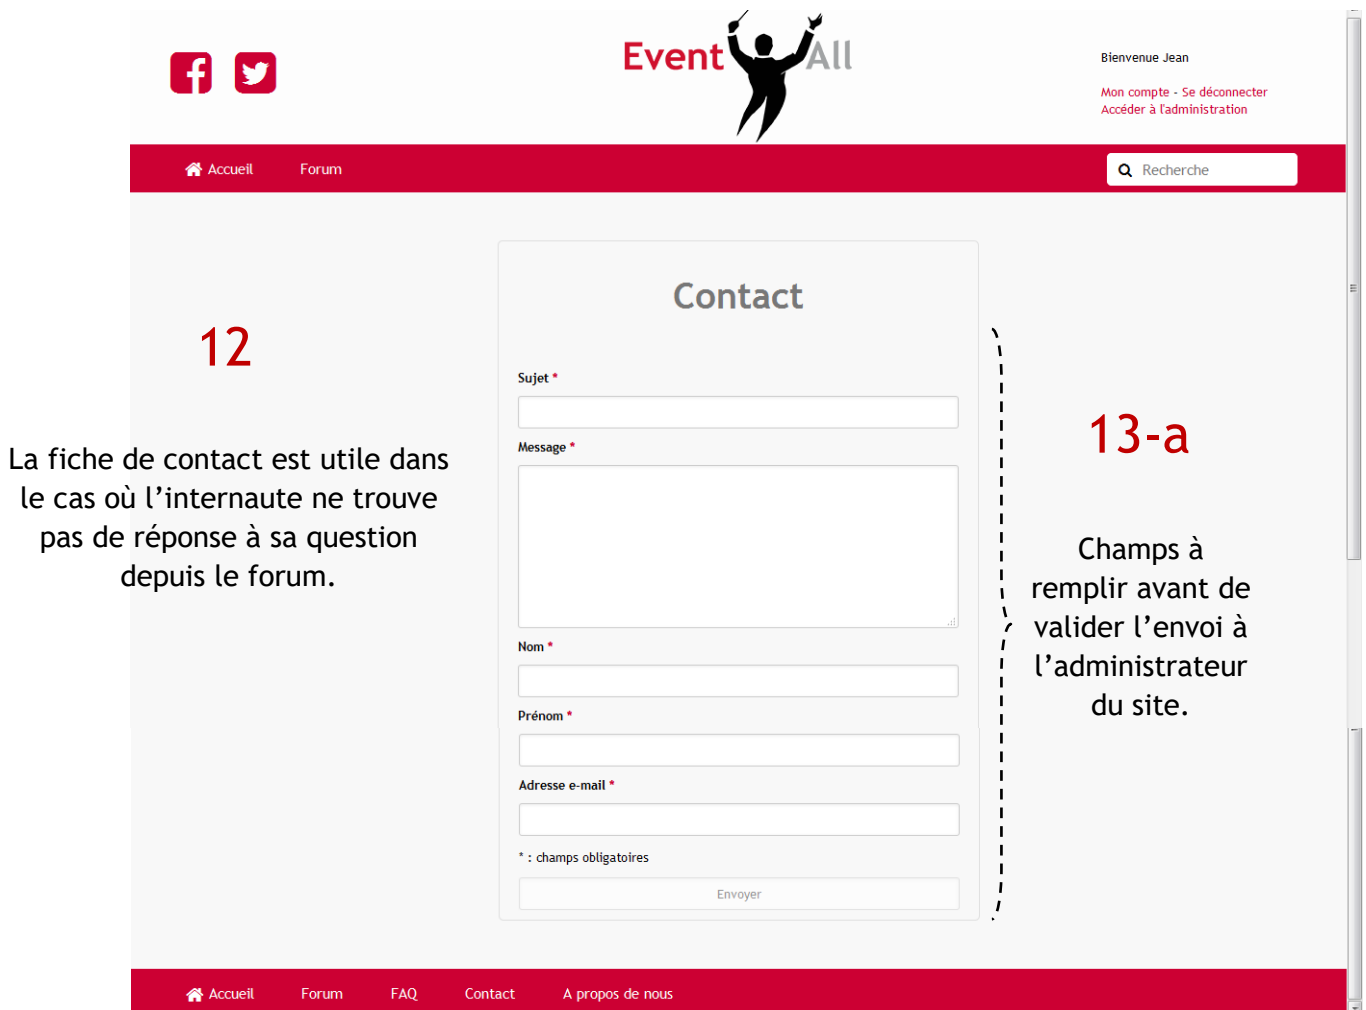 Event All
Bienvenue Jean
Mon compte - Se déconnecter
Accéder à l'administration
Accueil Forum Recherche
Contact
12
La fiche de contact est utile dans
le cas où l’internaute ne trouve
pas de réponse à sa question
depuis le forum.
Sujet *
Message *
Nom *
Prénom *
Adresse e-mail *
* : champs obligatoires
Envoyer
13-a
Champs à
remplir avant de
valider l’envoi à
l’administrateur
du site.
Accueil Forum FAQ Contact A propos de nous